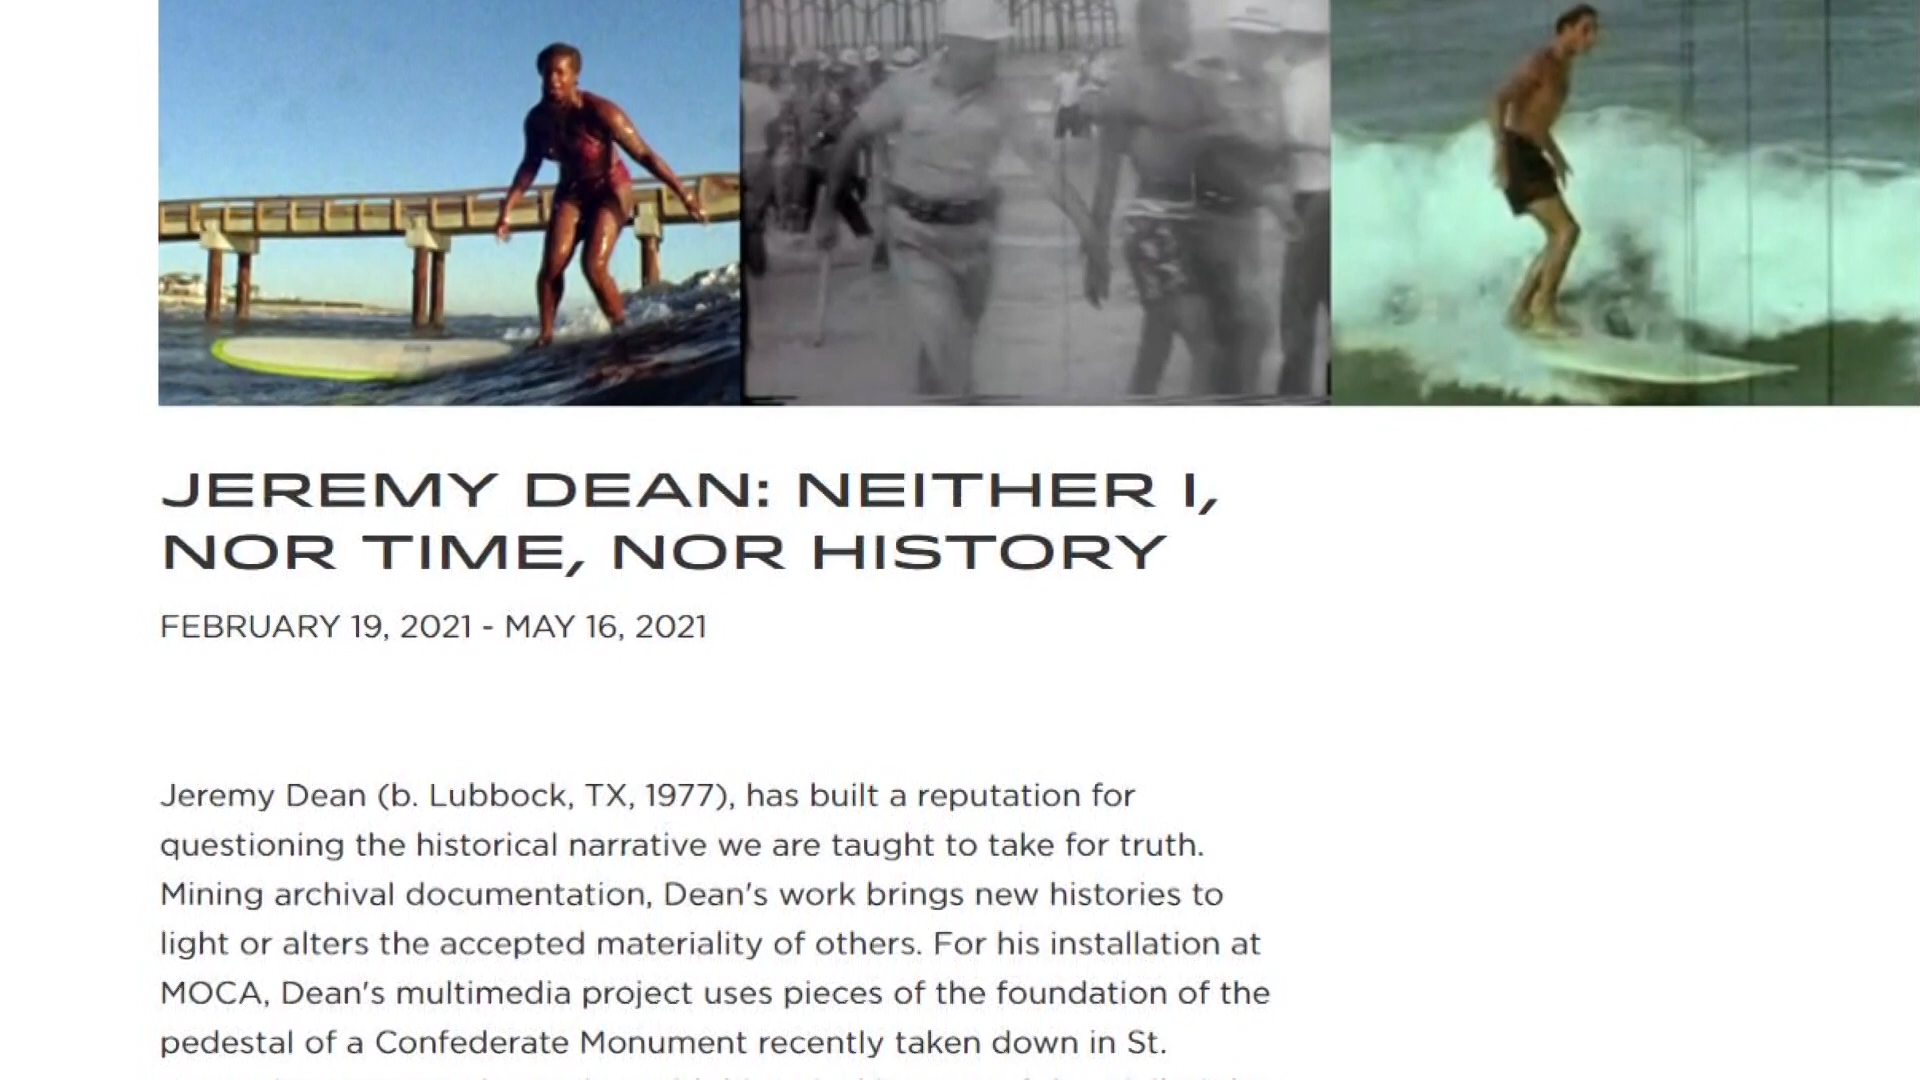 JEREMY DEAN: NEITHER I,
NOR TIME, NOR HISTORY
FEBRUARY 19, 2021 - MAY 16, 2021
Jeremy Dean (b. Lubbock, TX, 1977), has built a reputation for
questioning the historical narrative we are taught to take for truth.
Mining archival documentation, Dean's work brings new histories to
light or alters the accepted materiality of others. For his installation at
MOCA, Dean's multimedia project uses pieces of the foundation of the
pedestal of a Confederate Monument recently taken down in St.